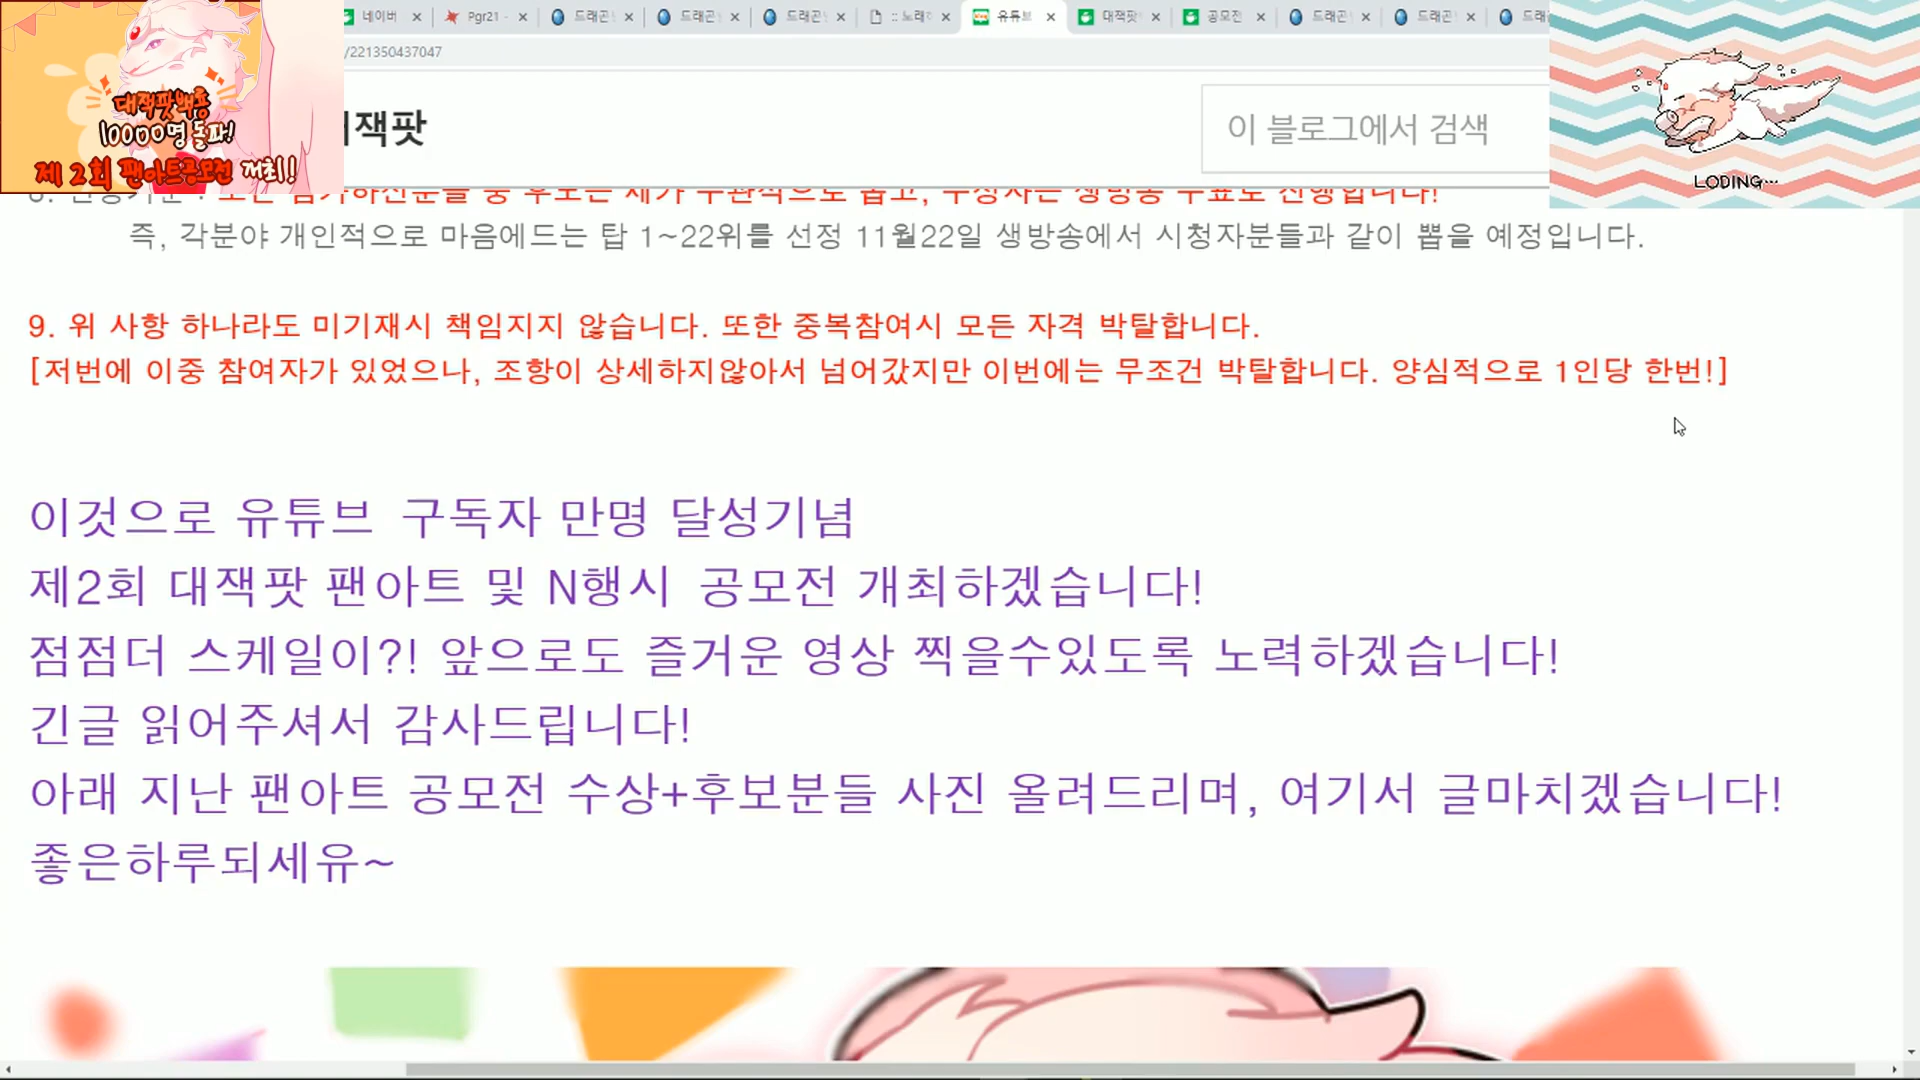 네이버
Pgr21 -
드래곤
드래곤
드래곤
:: 노래하
유튜브
대잭팟
공모전
드래곤
드래곤
드래
/221350437047
대잭팟백룡
10000명 돌파!
제 2회 팬아트공모전 개최!
잭팟
이 블로그에서 검색
LODING...
즉, 각분야 개인적으로 마음에드는 탑 1~22위를 선정 11월22일 생방송에서 시청자분들과 같이 뽑을 예정입니다.
9. 위 사항 하나라도 미기재시 책임지지 않습니다. 또한 중복참여시 모든 자격 박탈합니다.
[저번에 이중 참여자가 있었으나, 조항이 상세하지않아서 넘어갔지만 이번에는 무조건 박탈합니다. 양심적으로 1인당 한번!]
이것으로 유튜브 구독자 만명 달성기념
제2회 대잭팟 팬아트 및 N행시 공모전 개최하겠습니다!
점점더 스케일이?! 앞으로도 즐거운 영상 찍을수있도록 노력하겠습니다!
긴글 읽어주셔서 감사드립니다!
아래 지난 팬아트 공모전 수상+후보분들 사진 올려드리며, 여기서 글마치겠습니다!
좋은하루되세유~